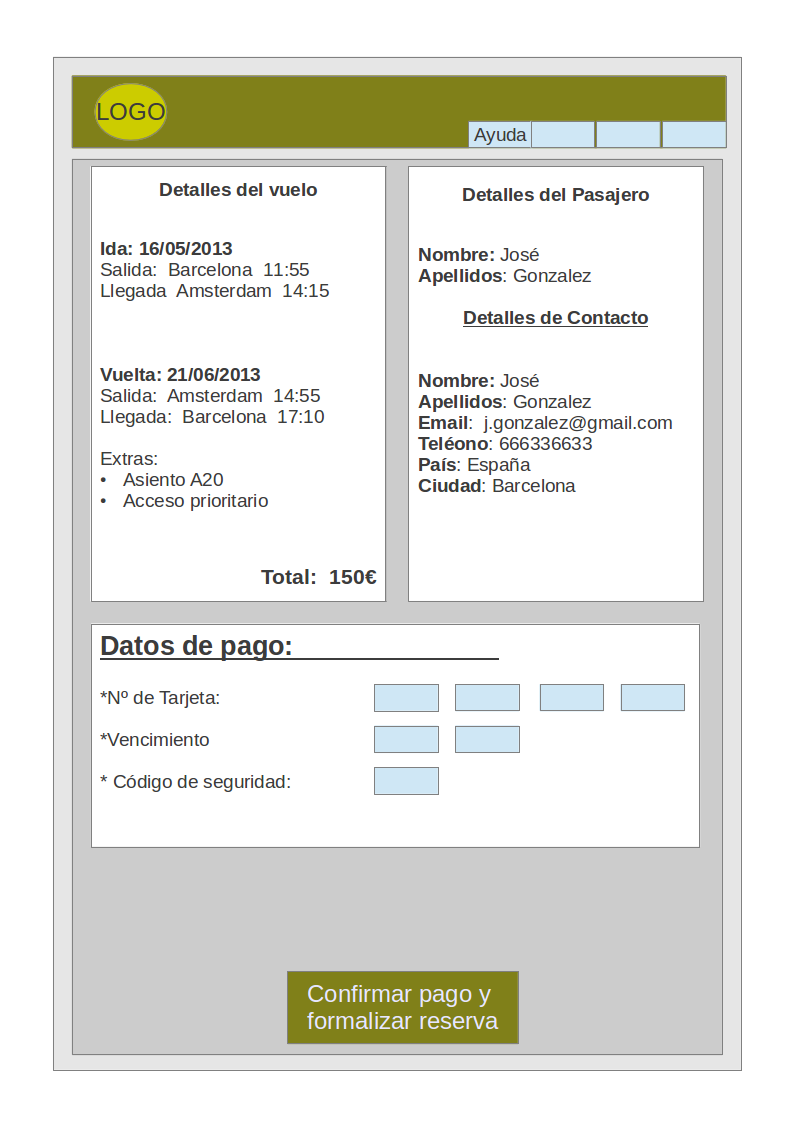 LOGO
Ayuda
Detalles del vuelo
Ida: 16/05/2013
Salida: Barcelona 11:55
Llegada Amsterdam 14:15
Vuelta: 21/06/2013
Salida: Amsterdam 14:55
Llegada: Barcelona 17:10
Extras:
• Asiento A20
• Acceso prioritario
Total: 150€
Detalles del Pasajero
Nombre: José
Apellidos: Gonzalez
Detalles de Contacto
Nombre: José
Apellidos: Gonzalez
Email: j.gonzalez@gmail.com
Teléono: 666336633
País: España
Ciudad: Barcelona
Datos de pago:
*Nº de Tarjeta:
*Vencimiento
* Código de seguridad:
Confirmar pago y
formalizar reserva